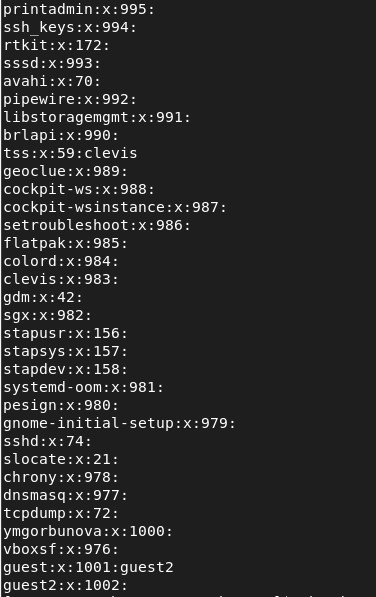 printadmin:x:995:
ssh_keys:x:994:
rtkit:x:172:
sssd:x:993:
avahi:x:70:
pipewire:x:992:
libstoragemgmt:x:991:
brlapi:x:990:
tss:x:59:clevis
geoclue:x:989:
cockpit-ws:x:988:
cockpit-wsinstance:x:987:
setroubleshoot:x:986:
flatpak:x:985:
colord:x:984:
clevis:x:983:
gdm:x:42:
sgx:x:982:
stapusr:x:156:
stapsys:x:157:
stapdev:x:158:
systemd-oom:x:981:
pesign:x:980:
gnome-initial-setup:x:979:
sshd:x:74:
slocate:x:21:
chrony:x:978:
dnsmasq:x:977:
tcpdump:x:72:
ymgorbunova:x:1000:
vboxsf:x:976:
guest:x:1001:guest2
guest2:x:1002: